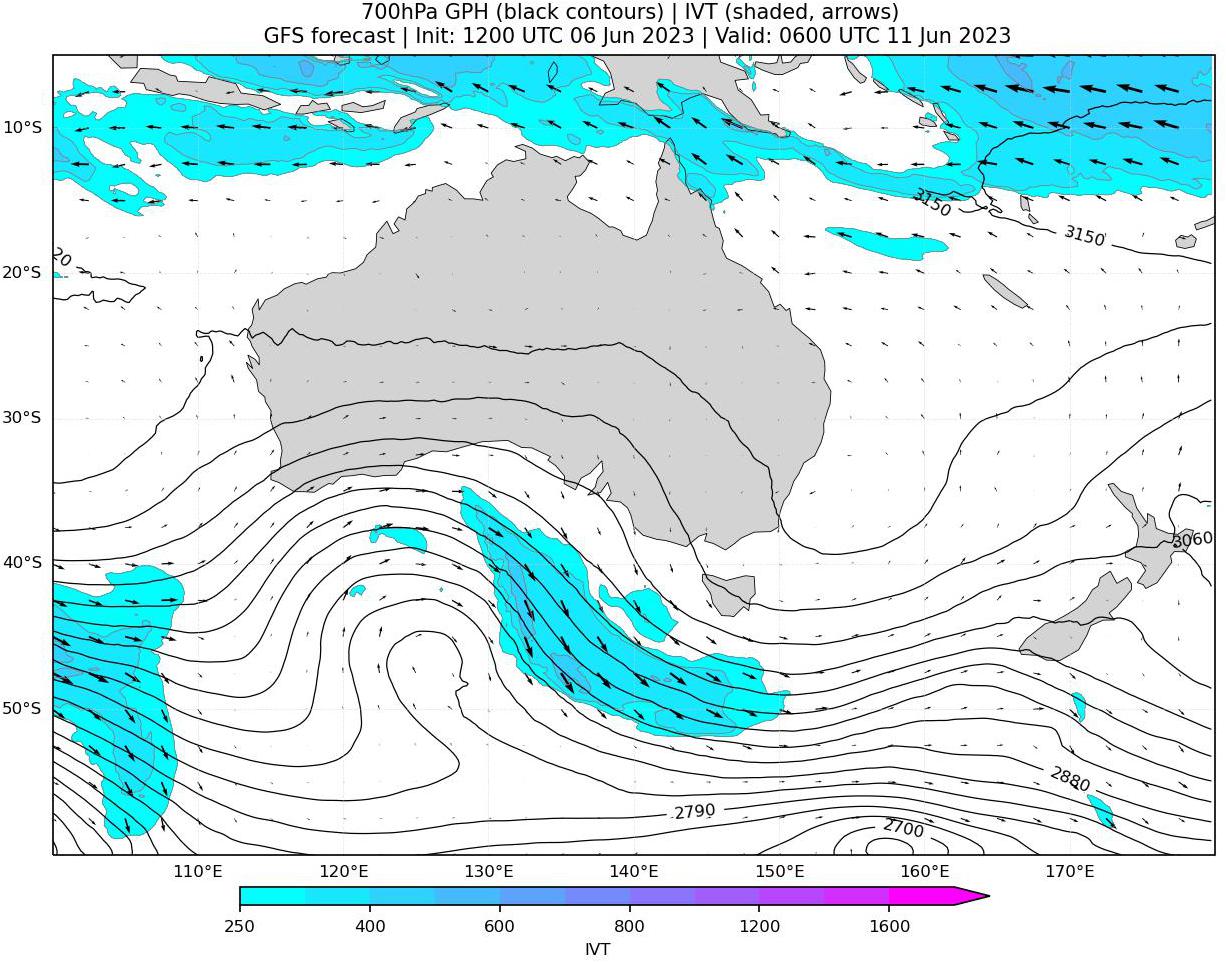 700hPa GPH (black contours) | IVT (shaded, arrows)
GFS forecast | Init: 1200 UTC 06 Jun 2023 | Valid: 0600 UTC 11 Jun 2023
10°S
3150
3150
20
20°S
30°S
3060
40°S
50°S
2880
2790
2700
110°E 120°E 130°E 140°E 150°E 160°E 170°E
250 400 600 800 1200 1600
IVT